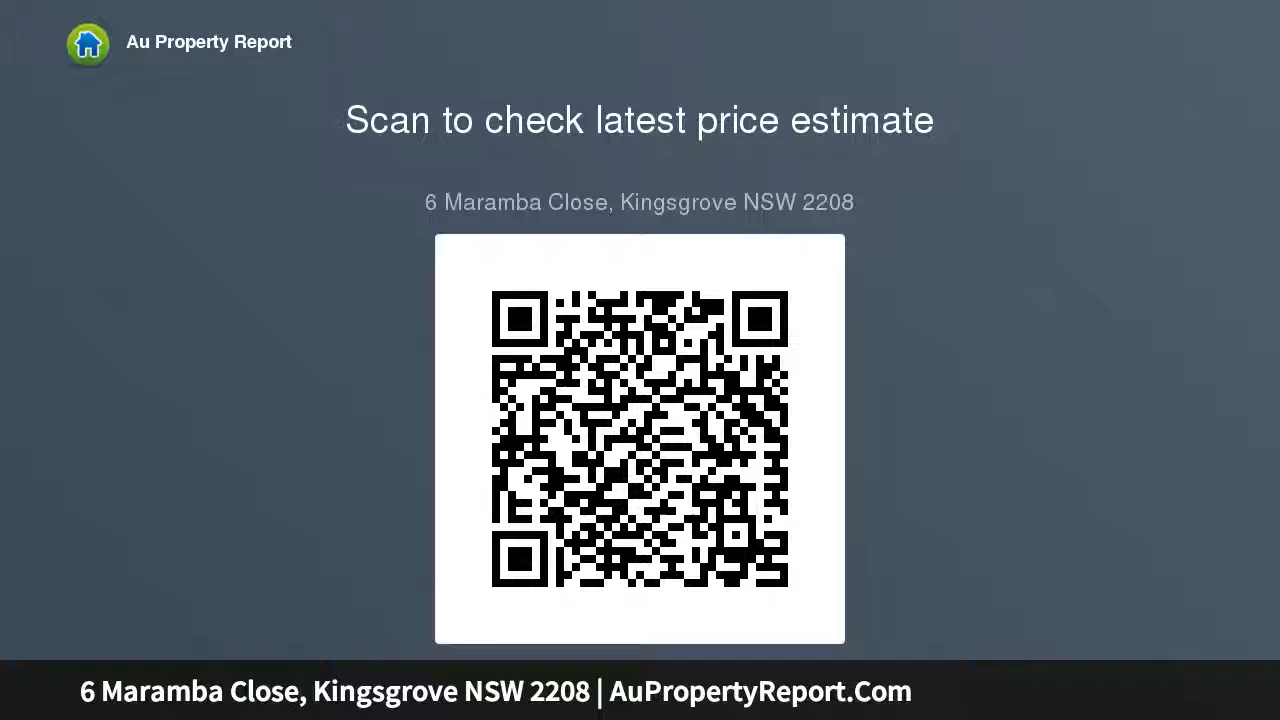 Au Property Report
Scan to check latest price estimate
6 Maramba Close, Kingsgrove NSW 2208
6 Maramba Close, Kingsgrove NSW 2208 | AuPropertyReport.Com